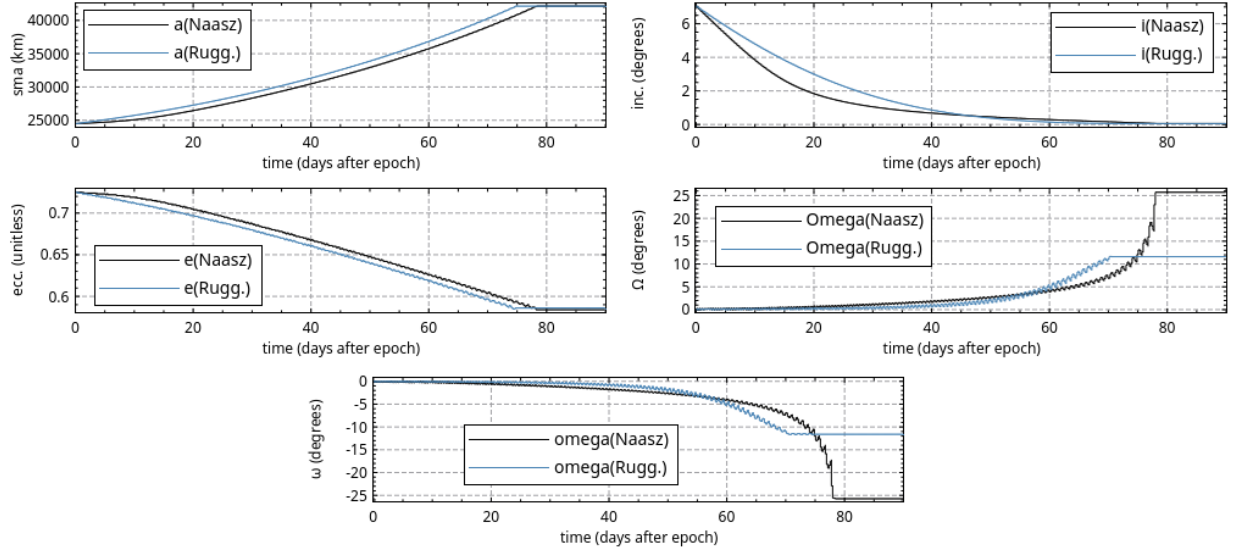 sma (km)
40000
35000
30000
25000
a(Naasz)
a(Rugg.)
0 20 40 60 80
time (days after epoch)
inc. (degrees)
6
4
2
0
i(Naasz)
i(Rugg.)
0 20 40 60 80
time (days after epoch)
ecc. (unitless)
0.7
0.65
0.6
e(Naasz)
e(Rugg.)
0 20 40 60 80
time (days after epoch)
Ω (degrees)
25
20
15
10
5
0
Omega(Naasz)
Omega(Rugg.)
0 20 40 60 80
time (days after epoch)
ω (degrees)
0
-5
-10
-15
-20
-25
omega(Naasz)
omega(Rugg.)
0 20 40 60 80
time (days after epoch)